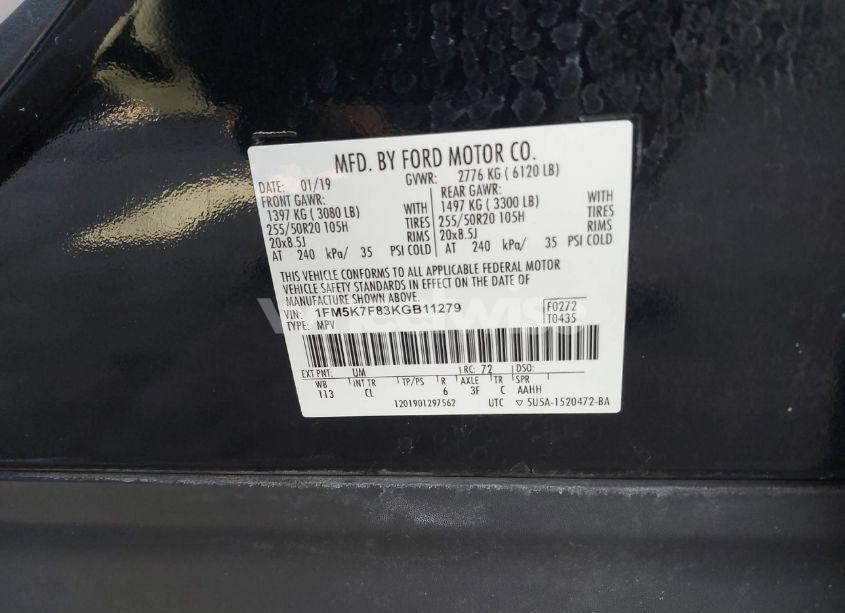 MFD. BY FORD MOTOR CO.
DATE: 01/19 GVWR: 2776 KG ( 6120 LB)
FRONT GAWR: REAR GAWR:
1397 KG ( 3080 LB) WITH 1497 KG ( 3300 LB) WITH
255/50R20 105H TIRES 255/50R20 105H TIRES
20x8.5J RIMS 20x8.5J RIMS
AT 240 kPa/ 35 PSI COLD AT 240 kPa/ 35 PSI COLD
THIS VEHICLE CONFORMS TO ALL APPLICABLE FEDERAL MOTOR
VEHICLE SAFETY STANDARDS IN EFFECT ON THE DATE OF
MANUFACTURE SHOWN ABOVE.
VIN: 1FM5K7F83KGB11279 F0272
TYPE: MPV T0435
EXT PNT: UM RC: 72 DSO:
WB INT TR TP/PS R AXLE TR SPR
113 CL 6 3F C AAHH
1201901297562 UTC ▽ 5U5A-1520472-BA